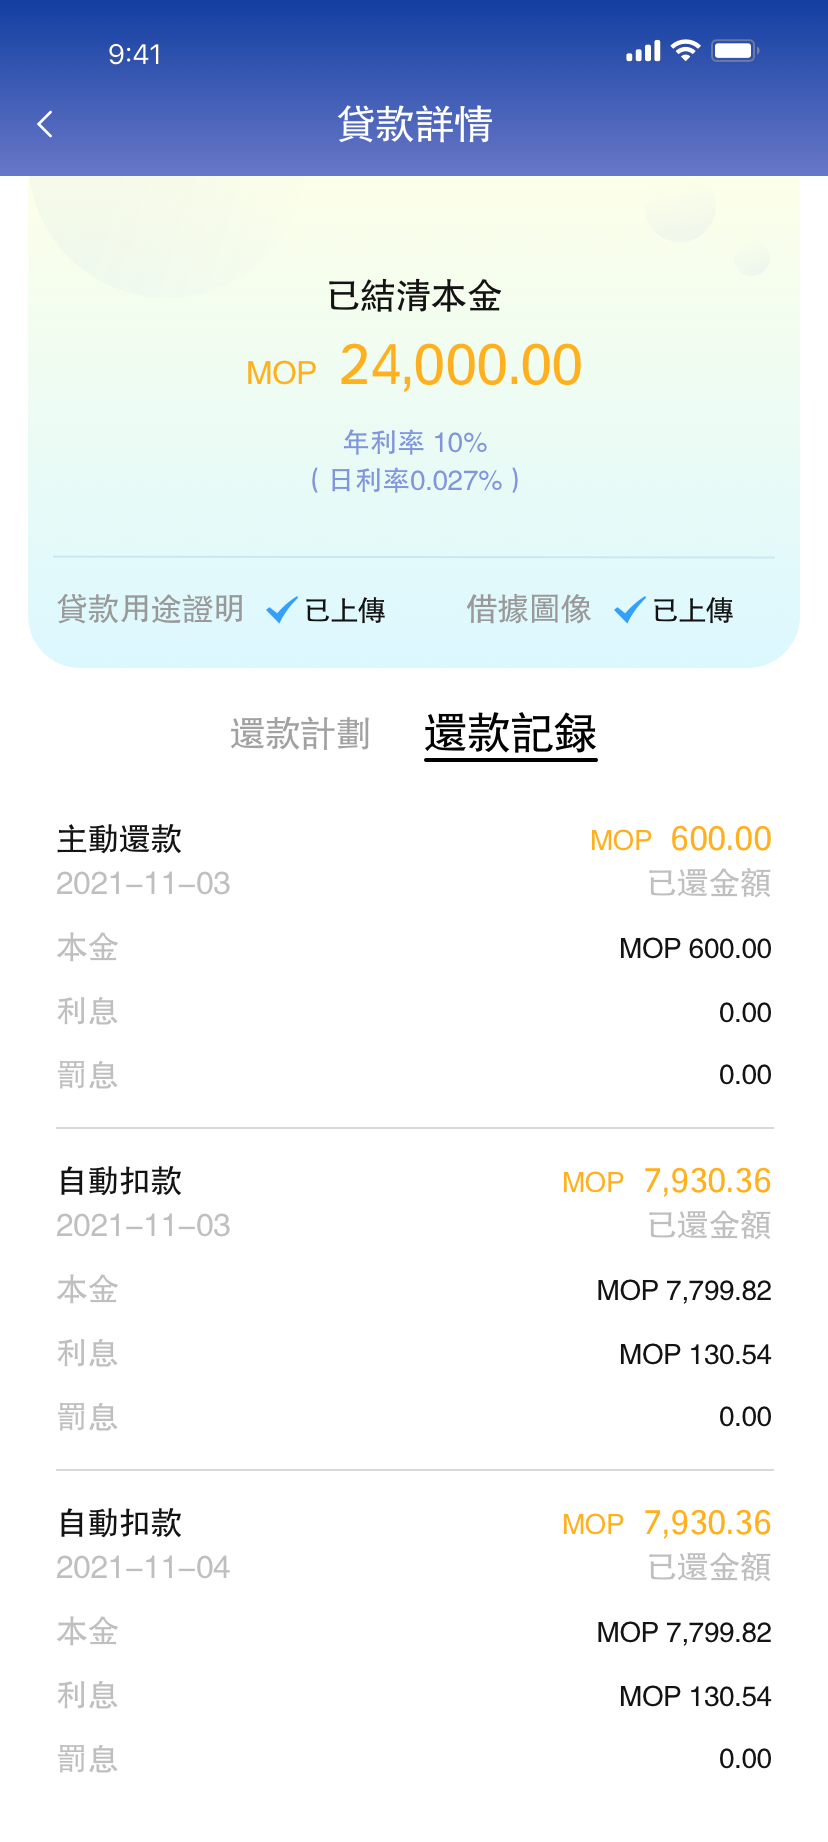 9:41
貸款詳情
已結清本金
MOP 24,000.00
年利率 10%
( 日利率0.027% )
貸款用途證明 已上傳 借據圖像 已上傳
還款計劃 還款記録
主動還款 MOP 600.00
2021-11-03 已還金額
本金 MOP 600.00
利息 0.00
罰息 0.00
自動扣款 MOP 7,930.36
2021-11-03 已還金額
本金 MOP 7,799.82
利息 MOP 130.54
罰息 0.00
自動扣款 MOP 7,930.36
2021-11-04 已還金額
本金 MOP 7,799.82
利息 MOP 130.54
罰息 0.00